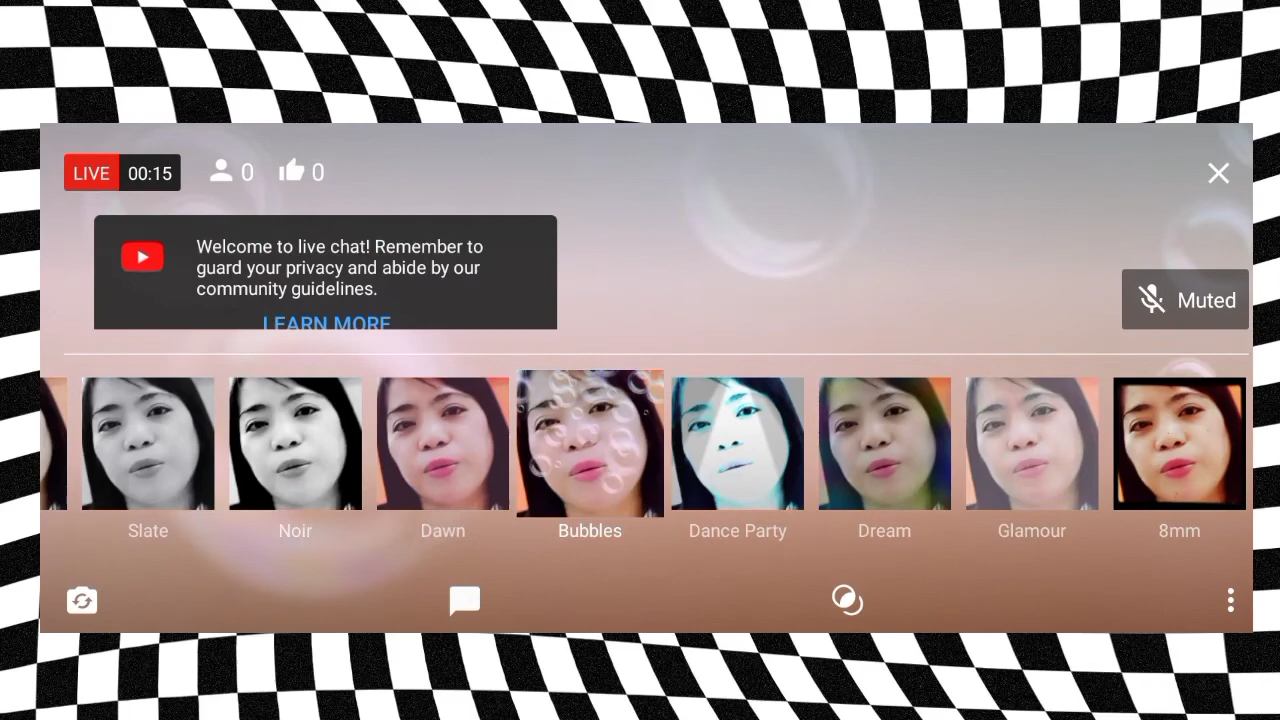 LIVE 00:15 0 0
Welcome to live chat! Remember to
guard your privacy and abide by our
community guidelines.
LEARN MORE
Muted
Slate Noir Dawn Bubbles Dance Party Dream Glamour 8mm